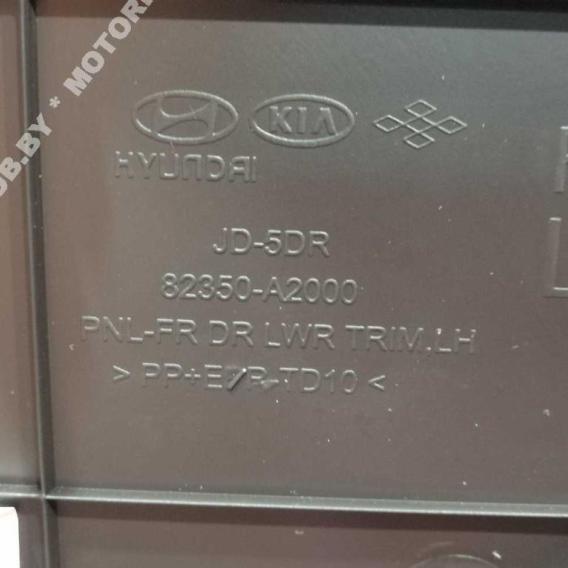 KIA
HYUNDAI
JD-5DR
82350-A2000
PNL-FR DR LWR TRIM.LH
> PP+E/R-TD10 <